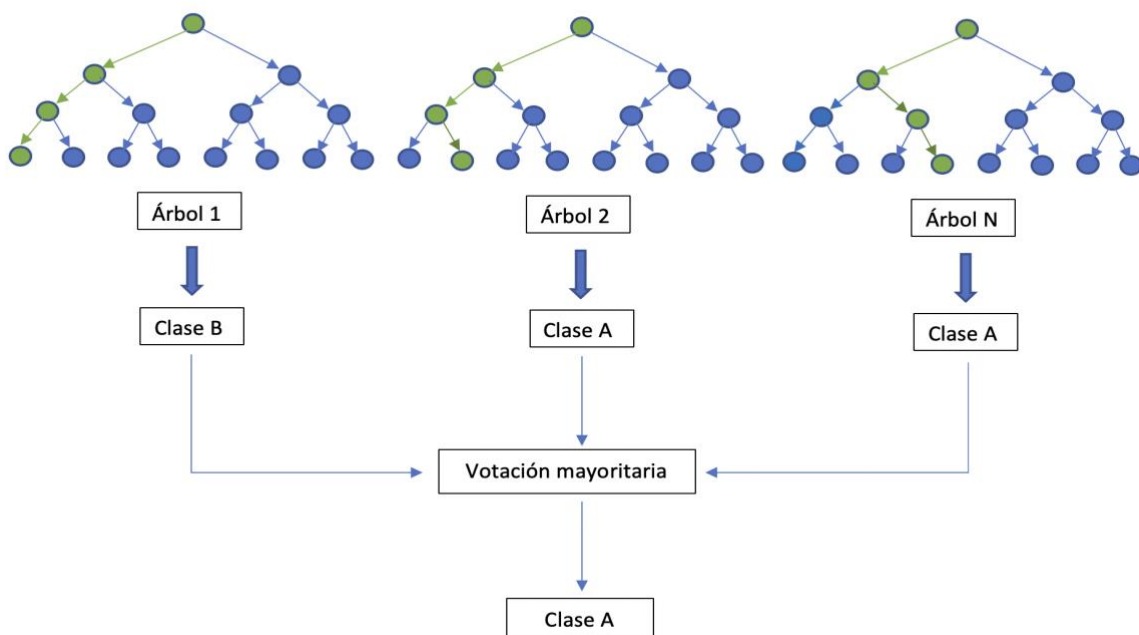 Árbol 1
Árbol 2
Árbol N
Clase B
Clase A
Clase A
Votación mayoritaria
Clase A